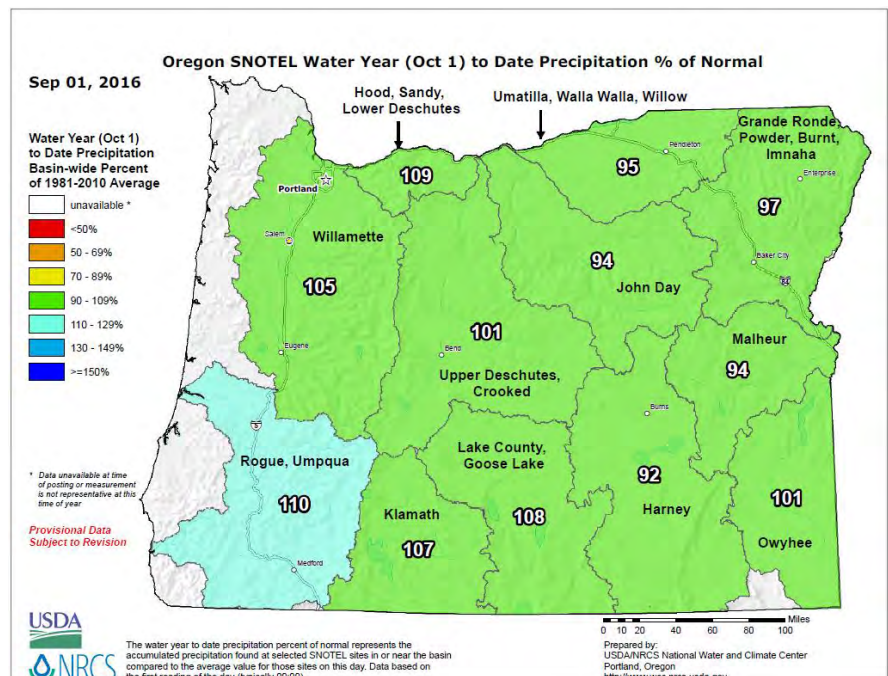 Oregon SNOTEL Water Year (Oct 1) to Date Precipitation % of Normal
Sep 01, 2016
Hood, Sandy,
Lower Deschutes
Umatilla, Walla Walla, Willow
Grande Ronde,
Powder, Burnt,
Imnaha
Water Year (Oct 1)
to Date Precipitation
Basin-wide Percent
of 1981-2010 Average
unavailable *
<50%
50 - 69%
70 - 89%
90 - 109%
110 - 129%
130 - 149%
>=150%
Portland
109
Pendleton
95
Enterprise
97
Salem
Willamette
105
94
John Day
Baker City
84
Eugene
Bend
101
Upper Deschutes,
Crooked
Malheur
94
Burns
5
Rogue, Umpqua
110
Medford
Klamath
107
Lake County,
Goose Lake
108
92
Harney
101
Owyhee
* Data unavailable at time
of posting or measurement
is not representative at this
time of year
Provisional Data
Subject to Revision
Miles
0 10 20 40 60 80 100
USDA
NRCS
The water year to date precipitation percent of normal represents the
accumulated precipitation found at selected SNOTEL sites in or near the basin
compared to the average value for those sites on this day. Data based on
Prepared by:
USDA/NRCS National Water and Climate Center
Portland, Oregon